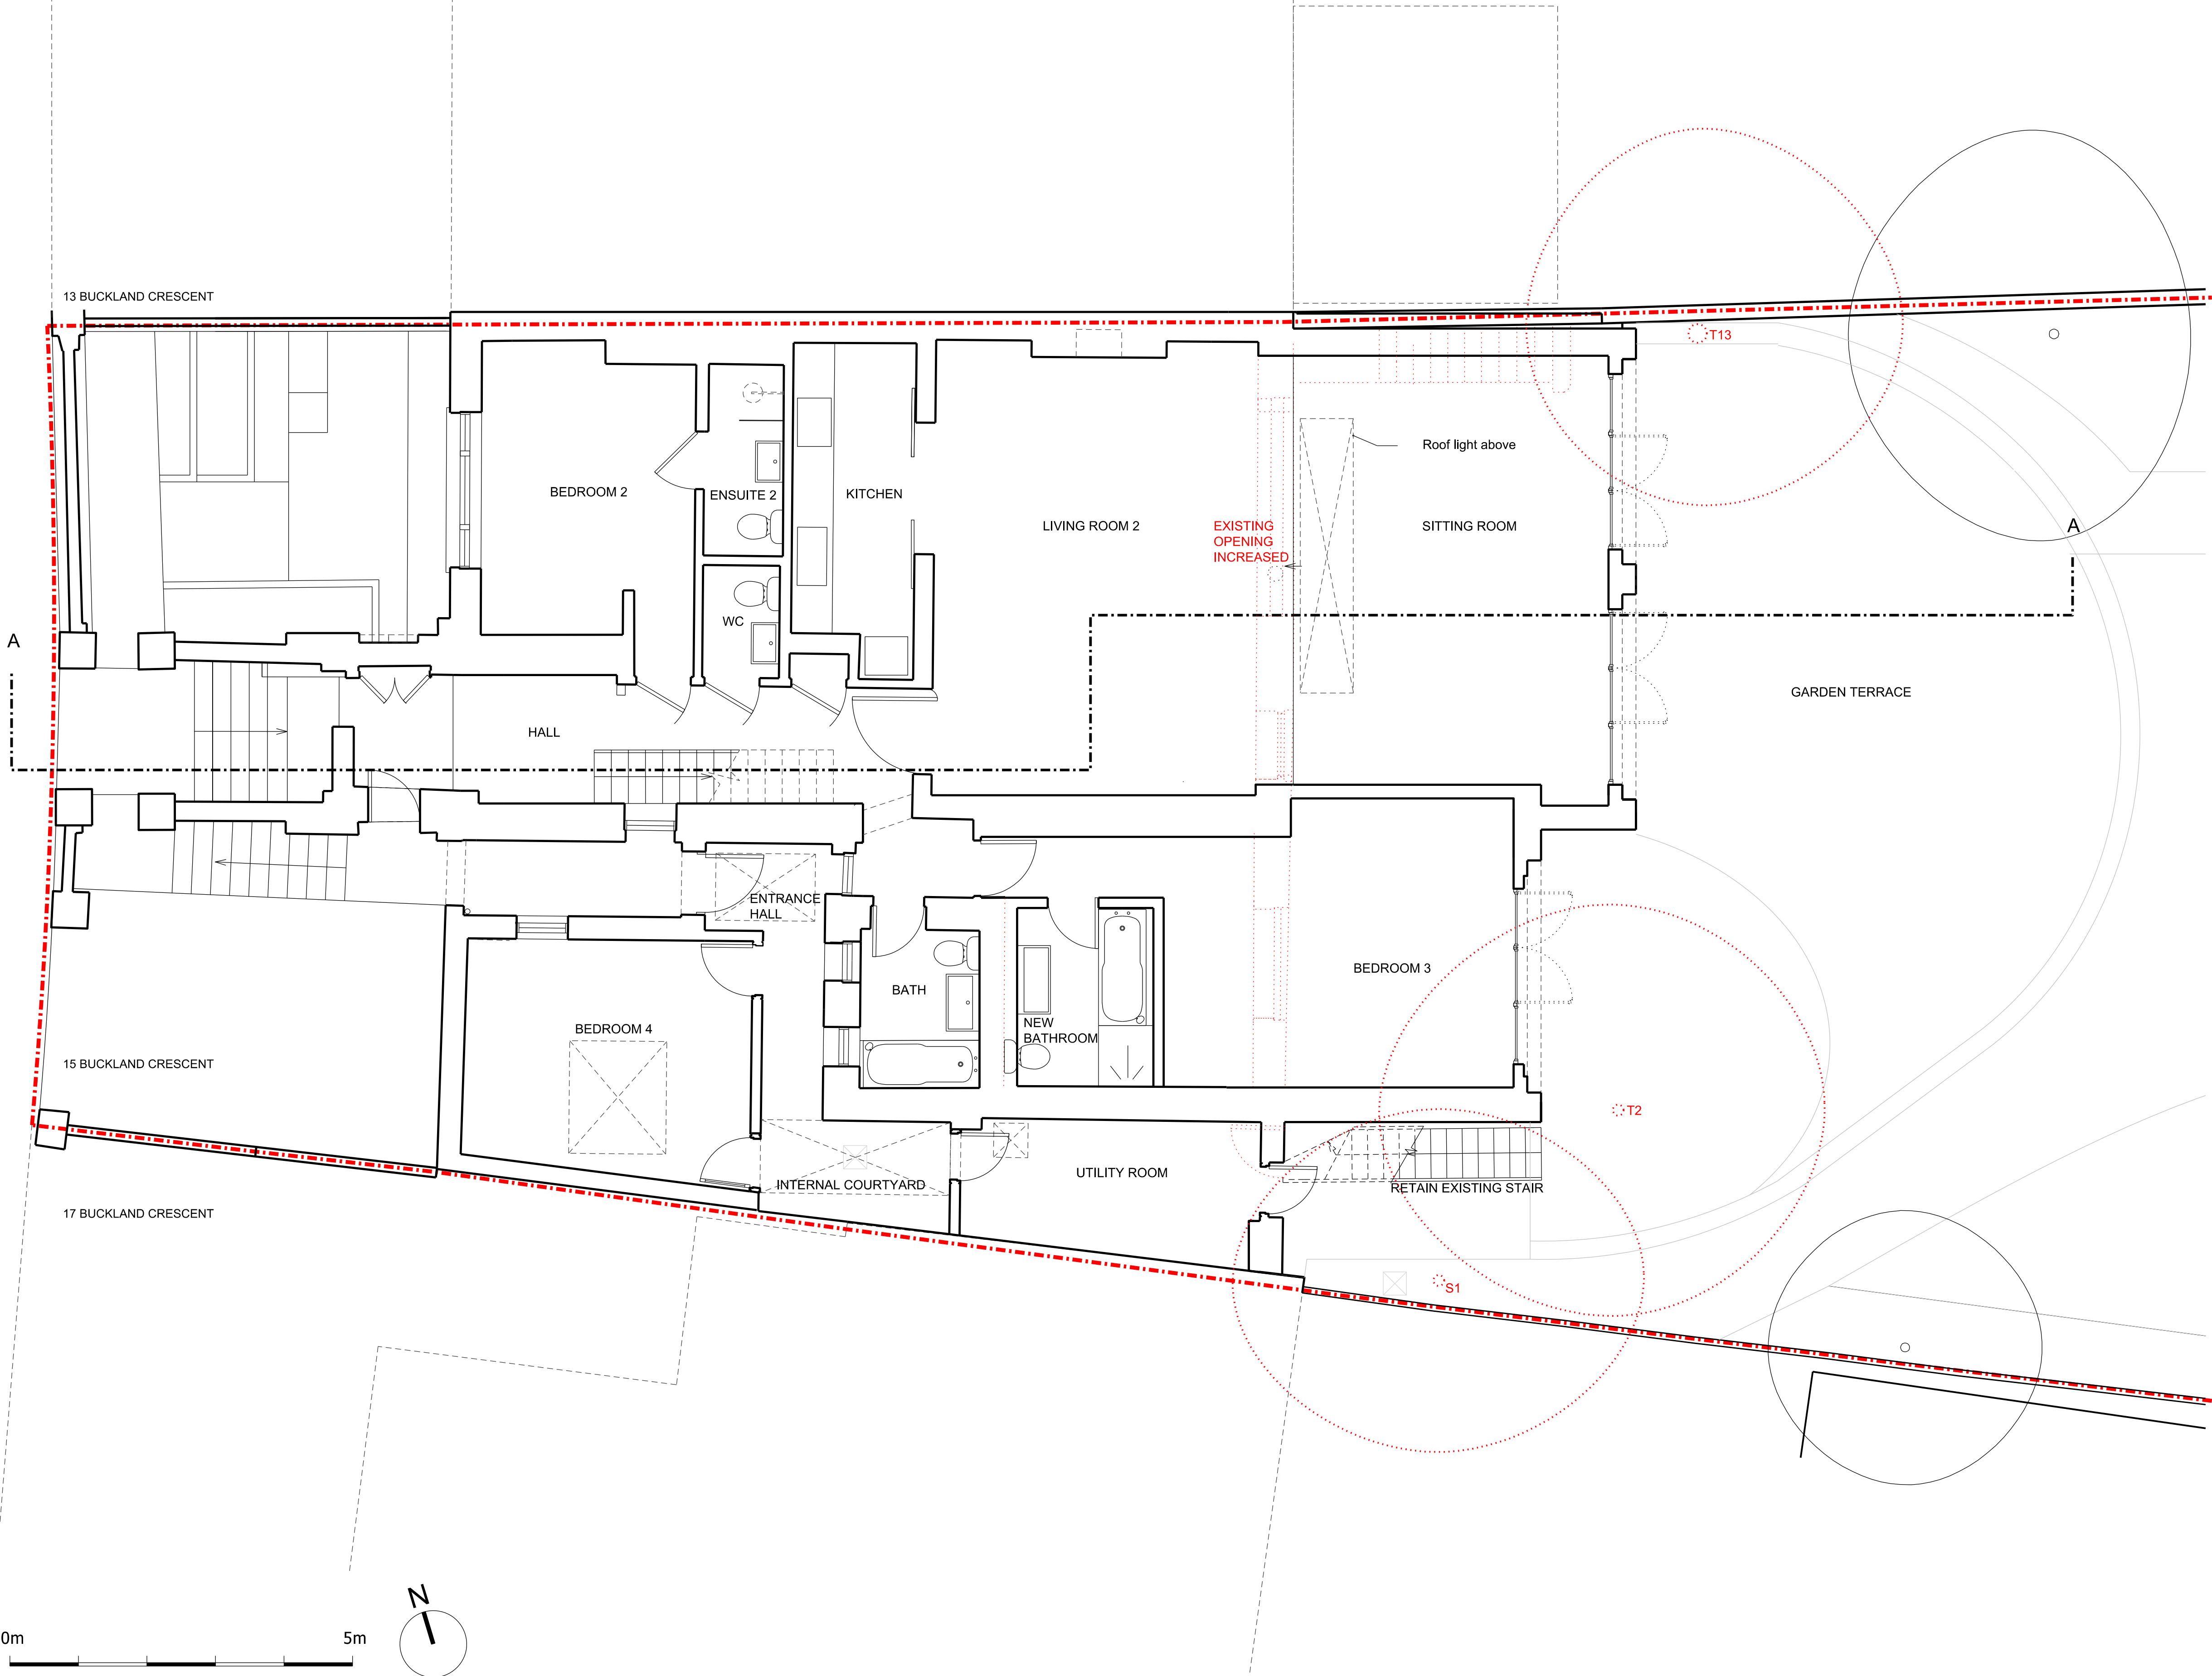 13 BUCKLAND CRESCENT
T13
Roof light above
BEDROOM 2
ENSUITE 2
KITCHEN
LIVING ROOM 2
EXISTING
OPENING
INCREASED
SITTING ROOM
A
A
WC
GARDEN TERRACE
HALL
ENTRANCE
HALL
BEDROOM 3
BATH
NEW
BATHROOM
BEDROOM 4
15 BUCKLAND CRESCENT
T2
UTILITY ROOM
INTERNAL COURTYARD
RETAIN EXISTING STAIR
17 BUCKLAND CRESCENT
S1
N
0m
5m